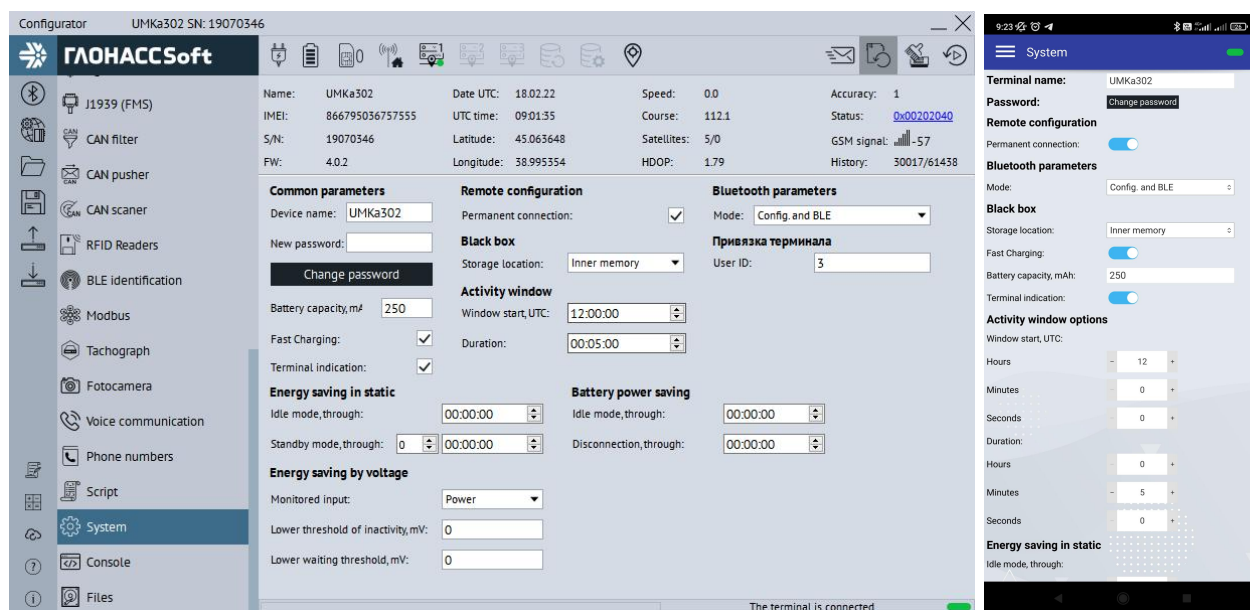 Configurator UMKa302 SN: 19070346
ГЛОНАССSoft
0
J1939 (FMS)
CAN filter
CAN pusher
CAN scaner
RFID Readers
BLE identification
Modbus
Tachograph
Fotocamera
Voice communication
Phone numbers
Script
System
Console
Files
Name: UMKa302 Date UTC: 18.02.22 Speed: 0.0 Accuracy: 1
IMEI: 866795036757555 UTC time: 09:01:35 Course: 112.1 Status: 0x00202040
S/N: 19070346 Latitude: 45.063648 Satellites: 5/0 GSM signal: -57
FW: 4.0.2 Longitude: 38.995354 HDOP: 1.79 History: 30017/61438
Common parameters
Device name: UMKa302
New password:
Change password
Battery capacity, mA 250
Fast Charging:
Terminal indication:
Remote configuration
Permanent connection:
Black box
Storage location: Inner memory
Activity window
Window start, UTC: 12:00:00
Duration: 00:05:00
Bluetooth parameters
Mode: Config. and BLE
Привязка терминала
User ID: 3
Energy saving in static
Idle mode, through: 00:00:00
Standby mode, through: 0 00:00:00
Battery power saving
Idle mode, through: 00:00:00
Disconnection, through: 00:00:00
Energy saving by voltage
Monitored input: Power
Lower threshold of inactivity, mV: 0
Lower waiting threshold, mV: 0
The terminal is connected
9:23
System
Terminal name: UMKa302
Password: Change password
Remote configuration
Permanent connection:
Bluetooth parameters
Mode: Config. and BLE
Black box
Storage location: Inner memory
Fast Charging:
Battery capacity, mAh: 250
Terminal indication:
Activity window options
Window start, UTC:
Hours - 12 +
Minutes - 0 +
Seconds - 0 +
Duration:
Hours - 0 +
Minutes - 5 +
Seconds - 0 +
Energy saving in static
Idle mode, through: